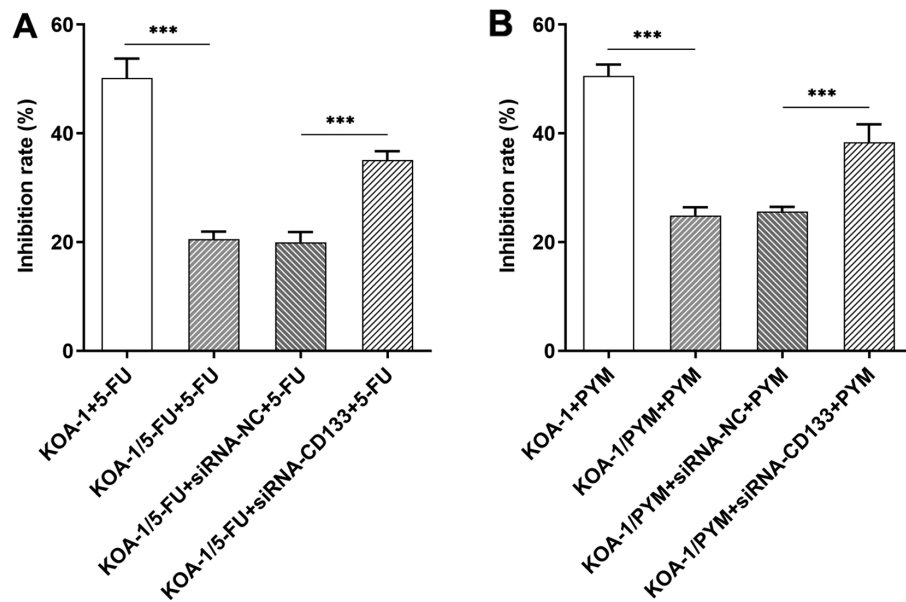 A
Inhibition rate (%)
60
40
20
0
***
***
KOA-1+5-FU
KOA-1/5-FU+5-FU
KOA-1/5-FU+siRNA-NC+5-FU
KOA-1/5-FU+siRNA-CD133+5-FU
B
Inhibition rate (%)
60
40
20
0
***
***
KOA-1+PYM
KOA-1/PYM+PYM
KOA-1/PYM+siRNA-NC+PYM
KOA-1/PYM+siRNA-CD133+PYM